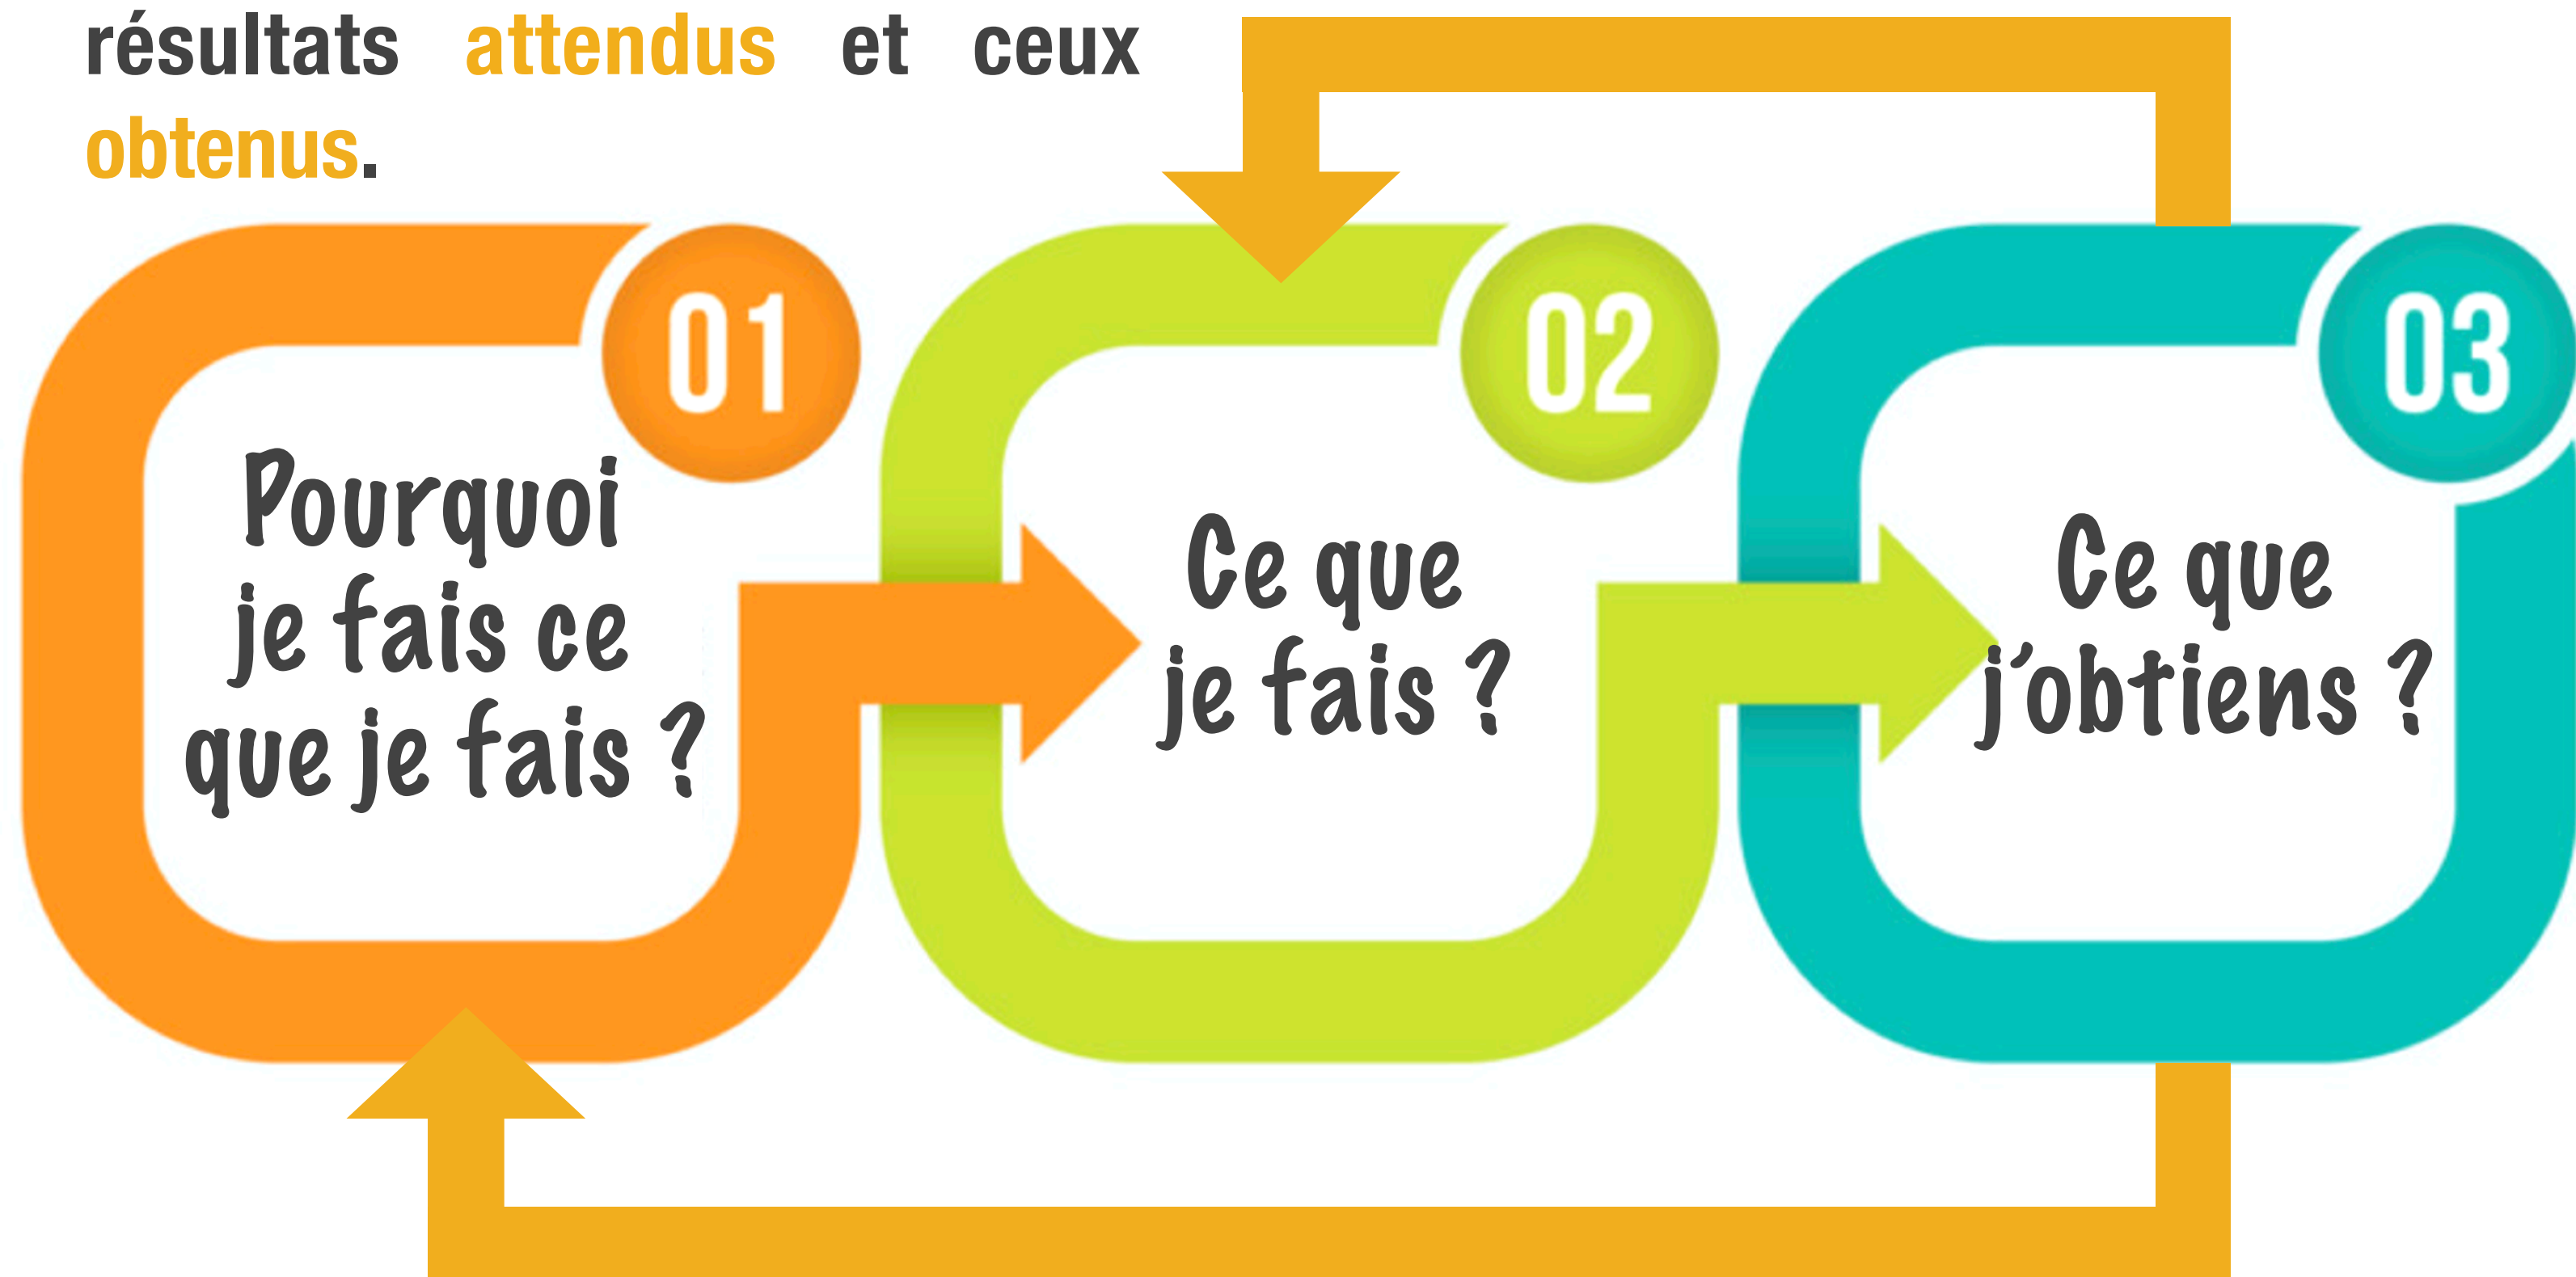 résultats attendus et ceux
obtenus.
01
Pourquoi
je fais ce
que je fais ?
02
Ce que
je fais ?
03
Ce que
j'obtiens ?